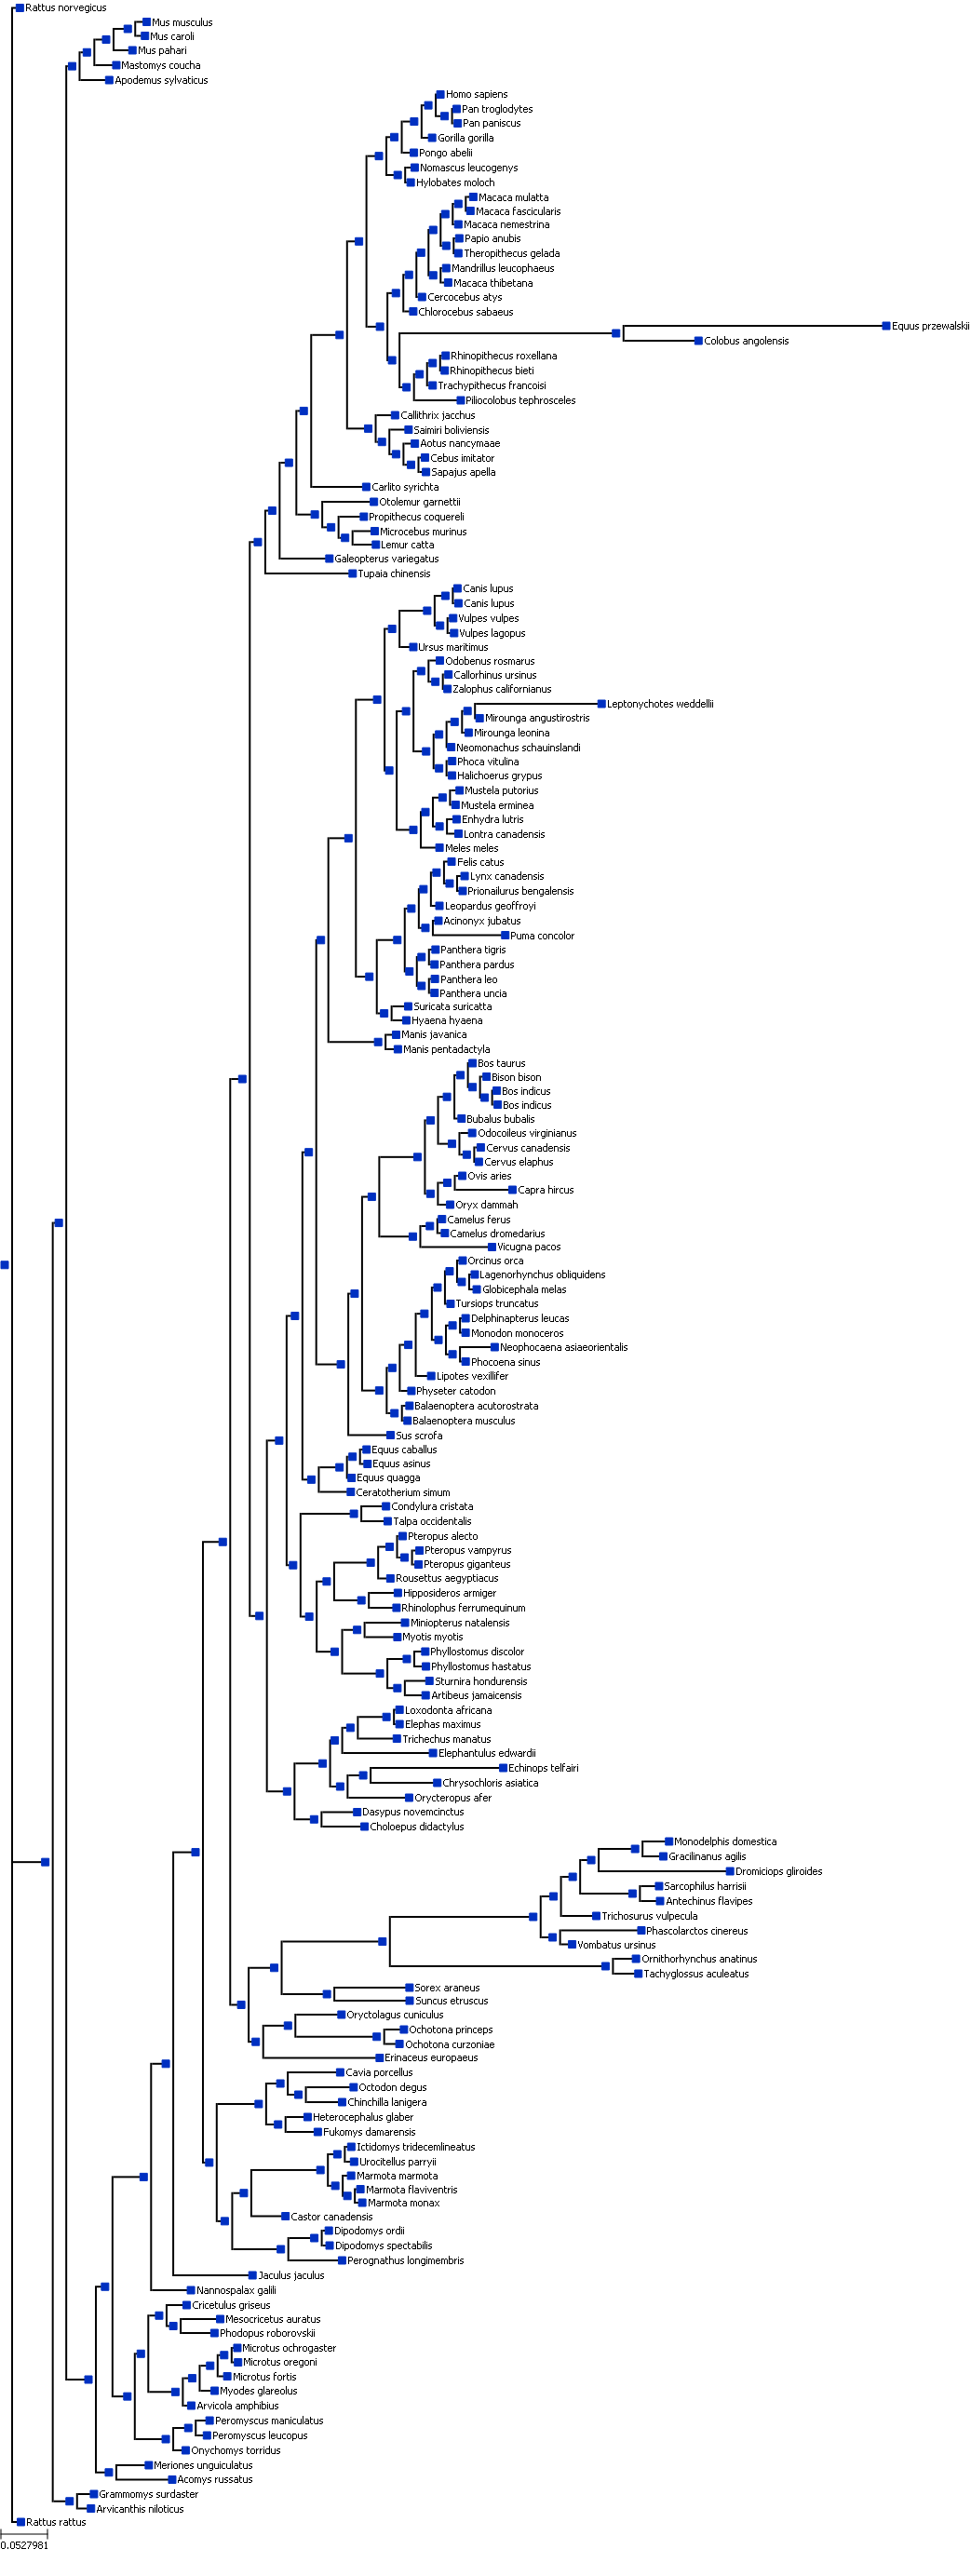 Rattus norvegicus
Mus musculus
Mus caroli
Mus pahari
Mastomys coucha
Apodemus sylvaticus
Homo sapiens
Pan troglodytes
Pan paniscus
Gorilla gorilla
Pongo abelii
Nomascus leucogenys
Hylobates moloch
Macaca mulatta
Macaca fascicularis
Macaca nemestrina
Papio anubis
Theropithecus gelada
Mandrillus leucophaeus
Macaca thibetana
Cercocebus atys
Chlorocebus sabaeus
Equus przewalskii
Colobus angolensis
Rhinopithecus roxellana
Rhinopithecus bieti
Trachypithecus francoisi
Piliocolobus tephrosceles
Callithrix jacchus
Saimiri boliviensis
Aotus nancymaae
Cebus imitator
Sapajus apella
Carlito syrichta
Otolemur garnettii
Propithecus coquereli
Microcebus murinus
Lemur catta
Galeopterus variegatus
Tupaia chinensis
Canis lupus
Canis lupus
Vulpes vulpes
Vulpes lagopus
Ursus maritimus
Odobenus rosmarus
Callorhinus ursinus
Zalophus californianus
Leptonychotes weddellii
Mirounga angustirostris
Mirounga leonina
Neomonachus schauinslandi
Phoca vitulina
Halichoerus grypus
Mustela putorius
Mustela erminea
Enhydra lutris
Lontra canadensis
Meles meles
Felis catus
Lynx canadensis
Prionailurus bengalensis
Leopardus geoffroyi
Acinonyx jubatus
Puma concolor
Panthera tigris
Panthera pardus
Panthera leo
Panthera uncia
Suricata suricatta
Hyaena hyaena
Manis javanica
Manis pentadactyla
Bos taurus
Bison bison
Bos indicus
Bos indicus
Bubalus bubalis
Odocoileus virginianus
Cervus canadensis
Cervus elaphus
Ovis aries
Capra hircus
Oryx dammah
Camelus ferus
Camelus dromedarius
Vicugna pacos
Orcinus orca
Lagenorhynchus obliquidens
Globicephala melas
Tursiops truncatus
Delphinapterus leucas
Monodon monoceros
Neophocaena asiaeorientalis
Phocoena sinus
Lipotes vexillifer
Physeter catodon
Balaenoptera acutorostrata
Balaenoptera musculus
Sus scrofa
Equus caballus
Equus asinus
Equus quagga
Ceratotherium simum
Condylura cristata
Talpa occidentalis
Pteropus alecto
Pteropus vampyrus
Pteropus giganteus
Rousettus aegyptiacus
Hipposideros armiger
Rhinolophus ferrumequinum
Miniopterus natalensis
Myotis myotis
Phyllostomus discolor
Phyllostomus hastatus
Sturnira hondurensis
Artibeus jamaicensis
Loxodonta africana
Elephas maximus
Trichechus manatus
Elephantulus edwardii
Echinops telfairi
Chrysochloris asiatica
Orycteropus afer
Dasypus novemcinctus
Choloepus didactylus
Monodelphis domestica
Gracilinanus agilis
Dromiciops gliroides
Sarcophilus harrisii
Antechinus flavipes
Trichosurus vulpecula
Phascolarctos cinereus
Vombatus ursinus
Ornithorhynchus anatinus
Tachyglossus aculeatus
Sorex araneus
Suncus etruscus
Oryctolagus cuniculus
Ochotona princeps
Ochotona curzoniae
Erinaceus europaeus
Cavia porcellus
Octodon degus
Chinchilla lanigera
Heterocephalus glaber
Fukomys damarensis
Ictidomys tridecemlineatus
Urocitellus parryii
Marmota marmota
Marmota flaviventris
Marmota monax
Castor canadensis
Dipodomys ordii
Dipodomys spectabilis
Perognathus longimembris
Jaculus jaculus
Nannospalax galili
Cricetulus griseus
Mesocricetus auratus
Phodopus roborovskii
Microtus ochrogaster
Microtus oregoni
Microtus fortis
Myodes glareolus
Arvicola amphibius
Peromyscus maniculatus
Peromyscus leucopus
Onychomys torridus
Meriones unguiculatus
Acomys russatus
Grammomys surdaster
Arvicanthis niloticus
Rattus rattus
0.0527981